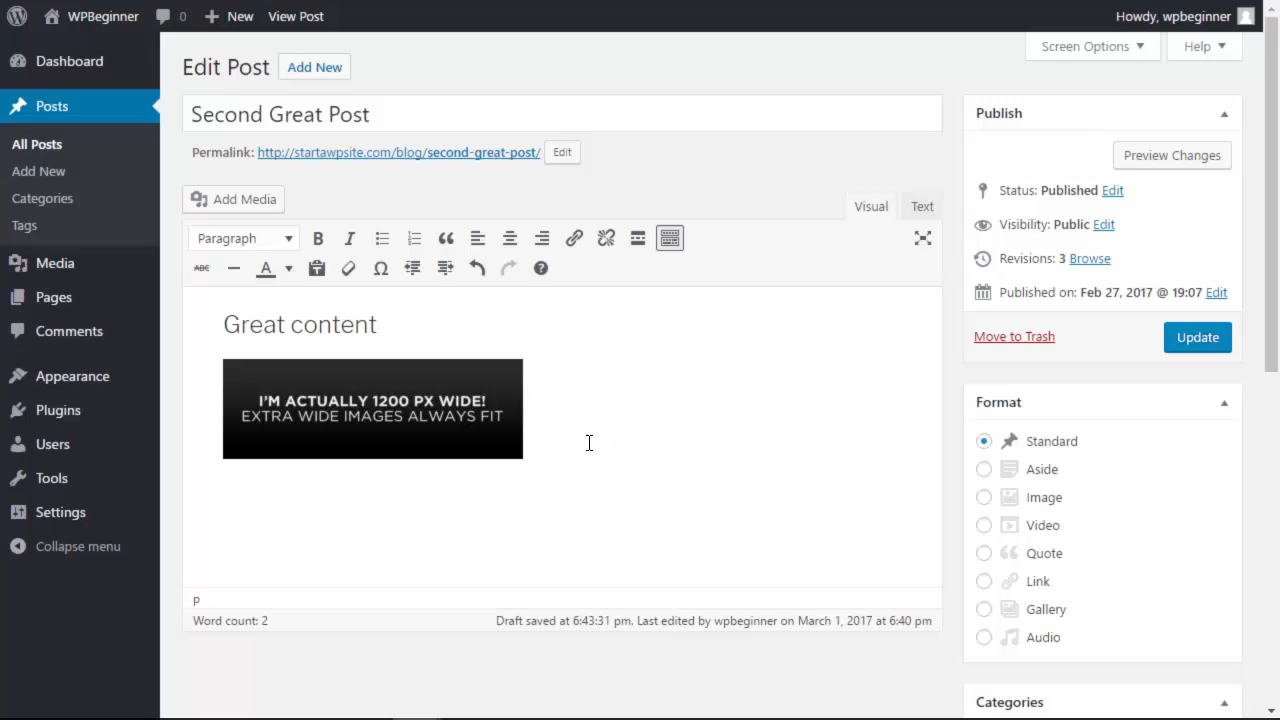 WPBeginner 0 New View Post Howdy, wpbeginner
Dashboard
Posts
All Posts
Add New
Categories
Tags
Media
Pages
Comments
Appearance
Plugins
Users
Tools
Settings
Collapse menu
Screen Options Help
Edit Post Add New
Second Great Post
Permalink: http://startawpsite.com/blog/second-great-post/ Edit
Add Media
Visual Text
Paragraph B I
ABC A
Great content
I'M ACTUALLY 1200 PX WIDE!
EXTRA WIDE IMAGES ALWAYS FIT
p
Word count: 2 Draft saved at 6:43:31 pm. Last edited by wpbeginner on March 1, 2017 at 6:40 pm
Publish
Preview Changes
Status: Published Edit
Visibility: Public Edit
Revisions: 3 Browse
Published on: Feb 27, 2017 @ 19:07 Edit
Move to Trash Update
Format
Standard
Aside
Image
Video
Quote
Link
Gallery
Audio
Categories